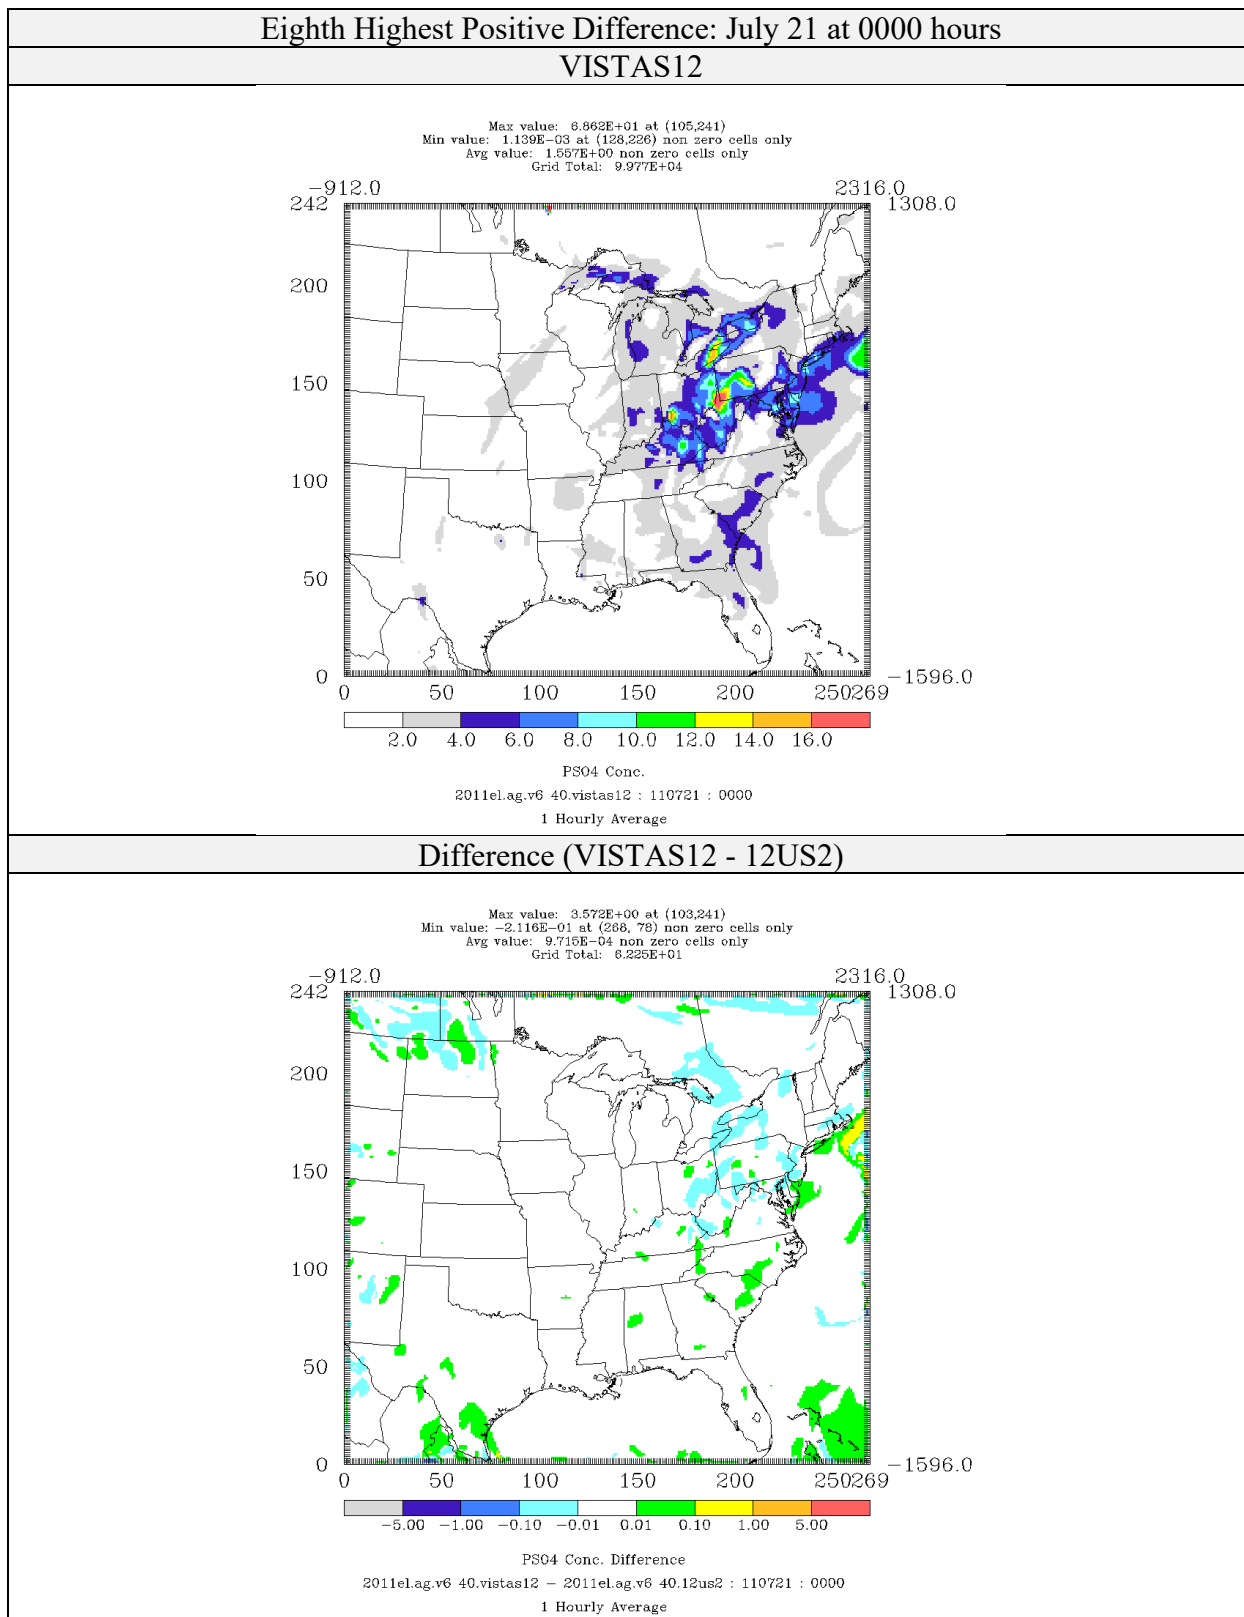 Eighth Highest Positive Difference: July 21 at 0000 hours
VISTAS12
Max value: 6.862E+01 at (105,241)
Min value: 1.139E-03 at (128,226) non zero cells only
Avg value: 1.557E+00 non zero cells only
Grid Total: 9.977E+04
-912.0 2316.0
242 1308.0
200
150
100
50
0 -1596.0
0 50 100 150 200 250269
2.0 4.0 6.0 8.0 10.0 12.0 14.0 16.0
PSO4 Conc.
2011el.ag.v6 40.vistas12 : 110721 : 0000
1 Hourly Average
Difference (VISTAS12 - 12US2)
Max value: 3.572E+00 at (103,241)
Min value: -2.116E-01 at (268, 78) non zero cells only
Avg value: 9.715E-04 non zero cells only
Grid Total: 6.225E+01
-912.0 2316.0
242 1308.0
200
150
100
50
0 -1596.0
0 50 100 150 200 250269
-5.00 -1.00 -0.10 -0.01 0.01 0.10 1.00 5.00
PSO4 Conc. Difference
2011el.ag.v6 40.vistas12 - 2011el.ag.v6 40.12us2 : 110721 : 0000
1 Hourly Average